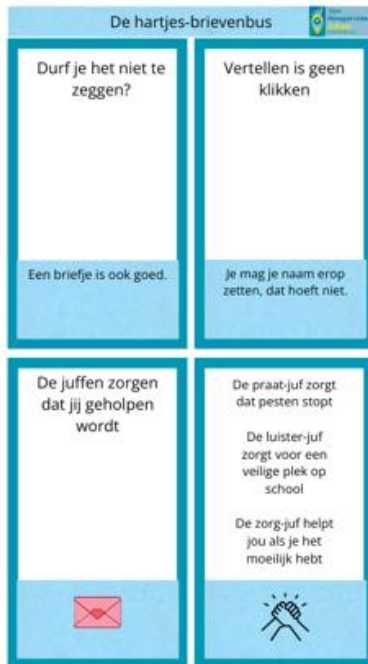 De hartjes-brievenbus
Durf je het niet te
zeggen?
Een briefje is ook goed.
Vertellen is geen
klikken
Je mag je naam erop
zetten, dat hoeft niet.
De juffen zorgen
dat jij geholpen
wordt
De praat-juf zorgt
dat pesten stopt
De luister-juf
zorgt voor een
veilige plek op
school
De zorg-juf helpt
jou als je het
moeilijk hebt